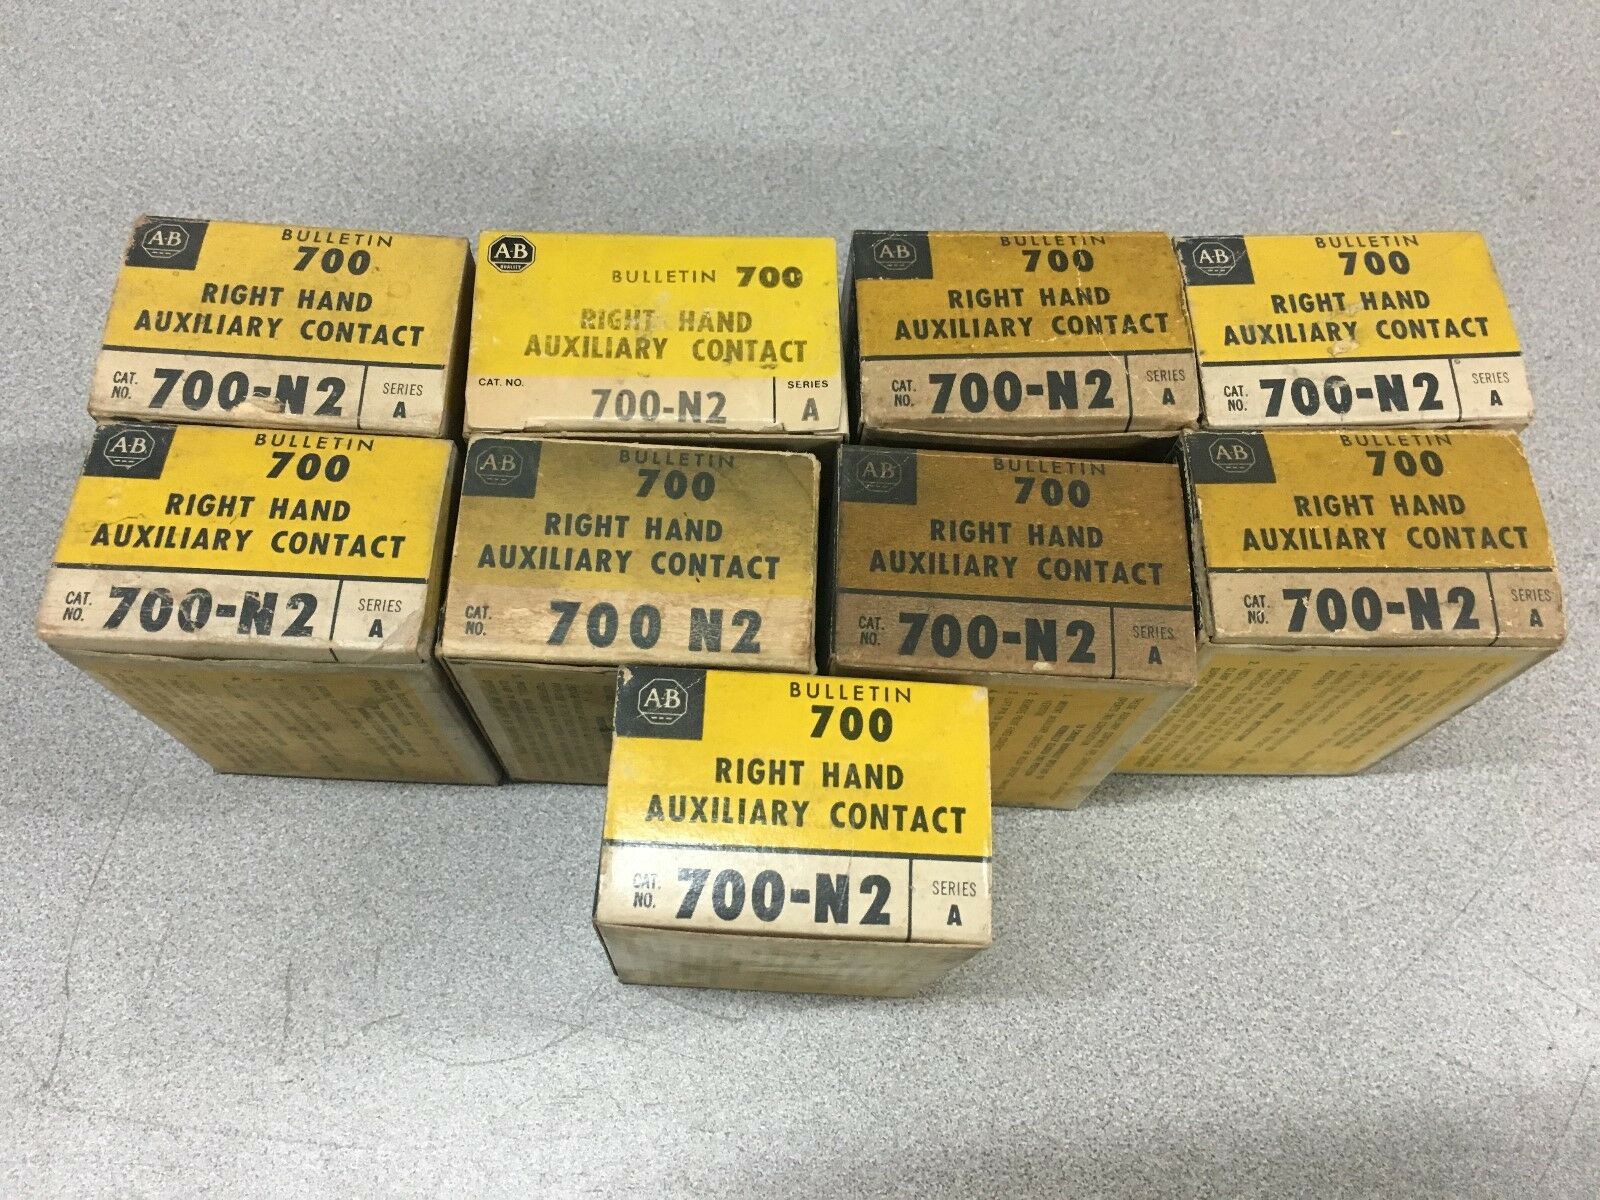 A-B
BULLETIN
700
RIGHT HAND
AUXILIARY CONTACT
CAT. NO.
700-N2
SERIES
A
A-B
QUALITY
BULLETIN 700
RIGHT HAND
AUXILIARY CONTACT
CAT. NO.
700-N2
SERIES
A
A-B
BULLETIN
700
RIGHT HAND
AUXILIARY CONTACT
CAT. NO.
700-N2
SERIES
A
A-B
BULLETIN
700
RIGHT HAND
AUXILIARY CONTACT
CAT. NO.
700-N2
SERIES
A
A-B
BULLETIN
700
RIGHT HAND
AUXILIARY CONTACT
CAT. NO.
700-N2
SERIES
A
A-B
BULLETIN
700
RIGHT HAND
AUXILIARY CONTACT
CAT. NO.
700 N2
A-B
BULLETIN
700
RIGHT HAND
AUXILIARY CONTACT
CAT. NO.
700-N2
SERIES
A
A-B
BULLETIN
700
RIGHT HAND
AUXILIARY CONTACT
CAT. NO.
700-N2
SERIES
A
A-B
BULLETIN
700
RIGHT HAND
AUXILIARY CONTACT
CAT. NO.
700-N2
SERIES
A